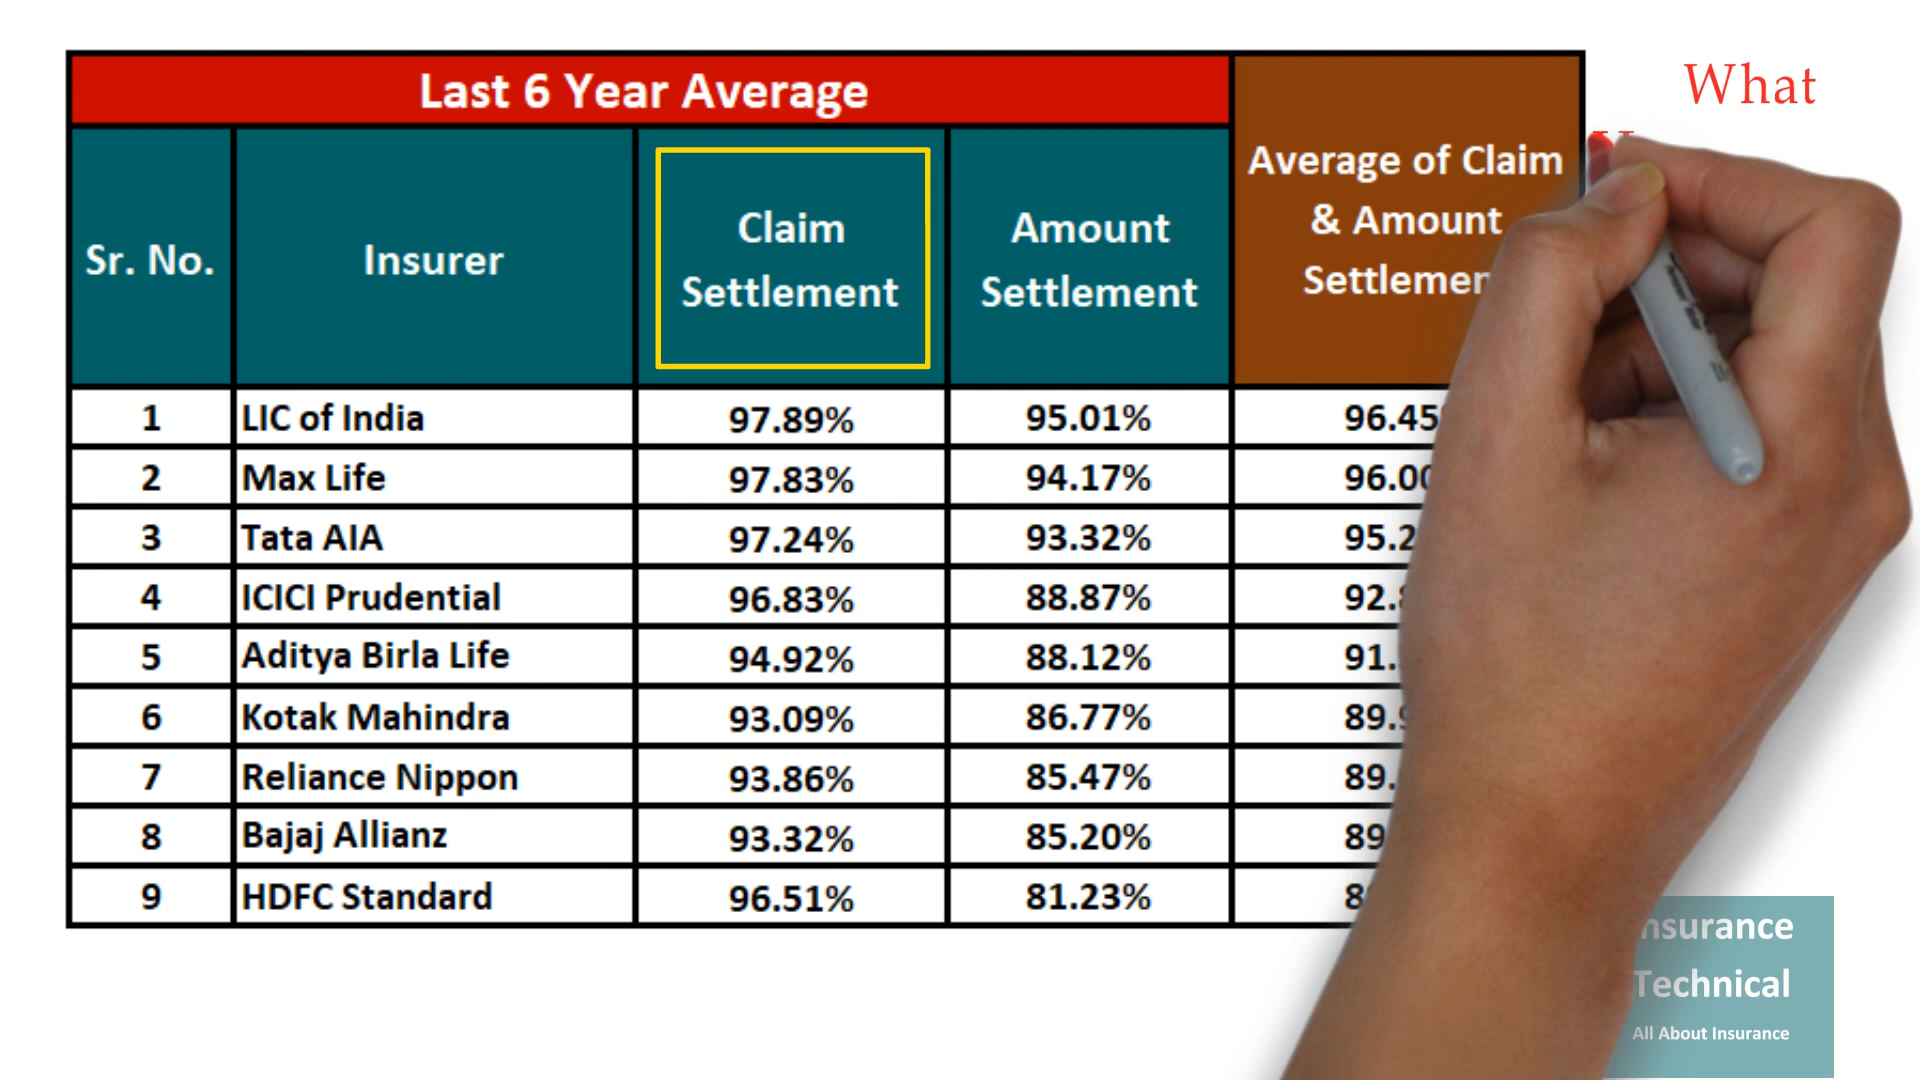 Last 6 Year Average
Sr. No. Insurer Claim Settlement Amount Settlement Average of Claim & Amount
1 LIC of India 97.89% 95.01%
2 Max Life 97.83% 94.17%
3 Tata AIA 97.24% 93.32%
4 ICICI Prudential 96.83% 88.87%
5 Aditya Birla Life 94.92% 88.12%
6 Kotak Mahindra 93.09% 86.77%
7 Reliance Nippon 93.86% 85.47%
8 Bajaj Allianz 93.32% 85.20%
9 HDFC Standard 96.51% 81.23%
What
Technical
All About Insurance